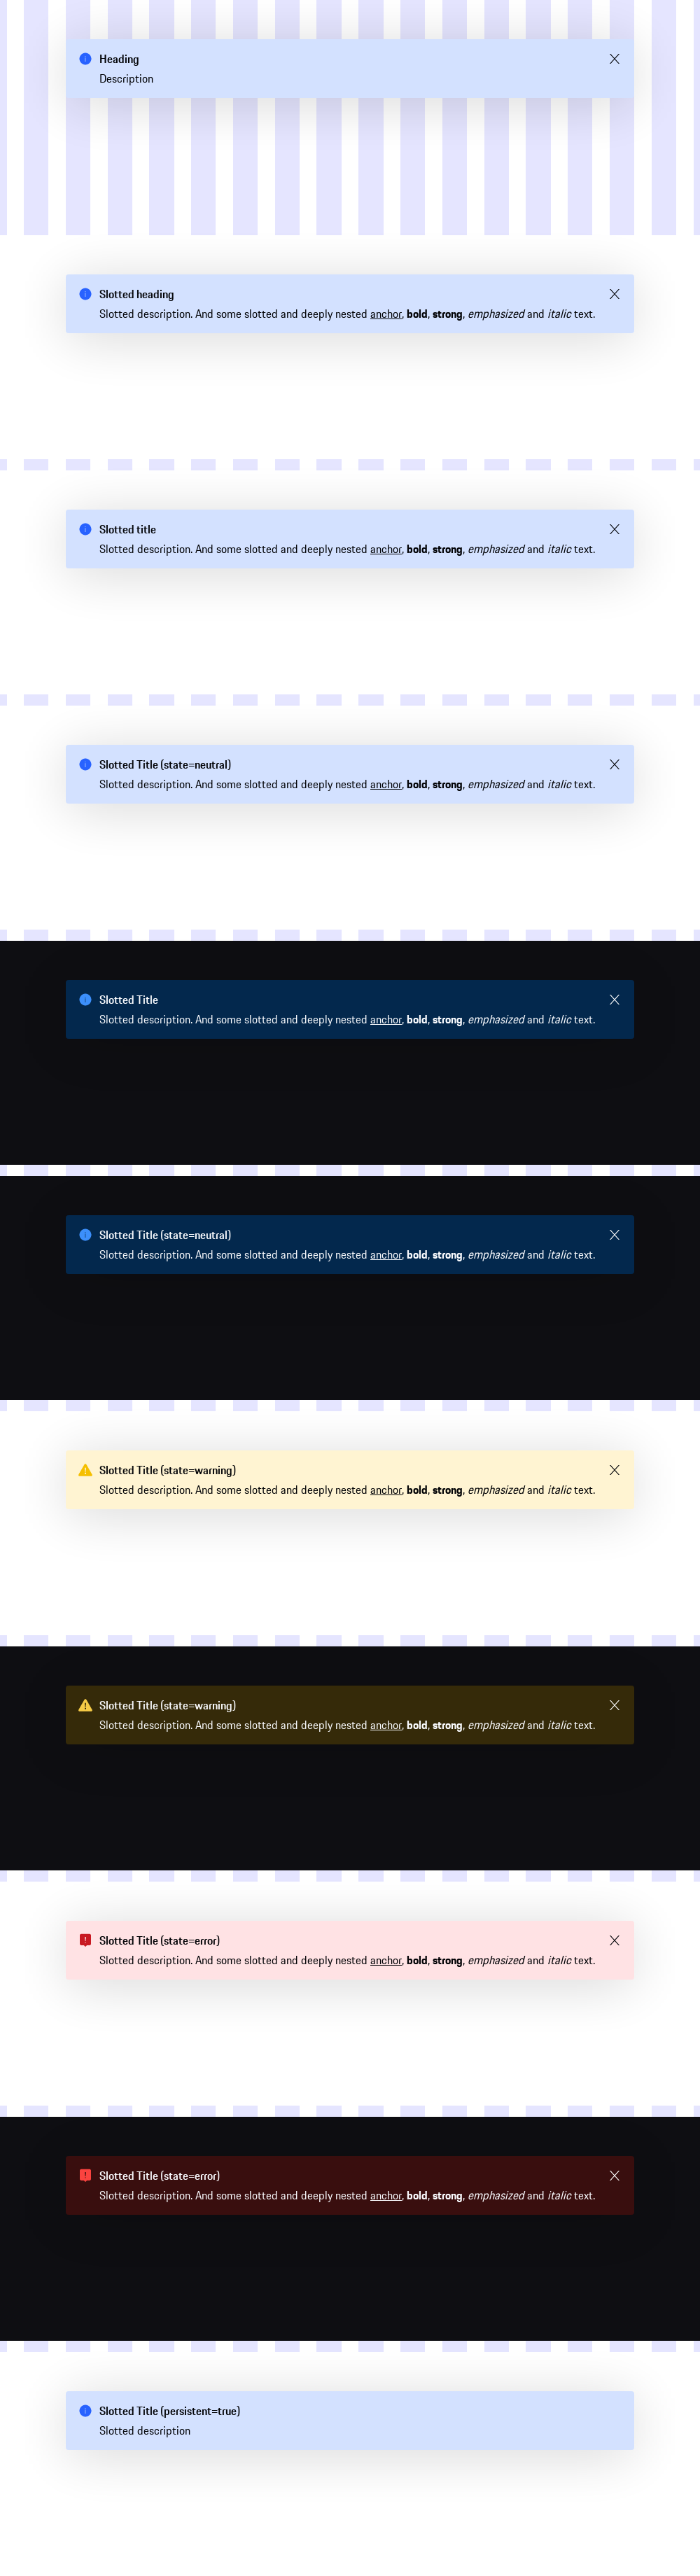 Heading
Description
Slotted heading
Slotted description. And some slotted and deeply nested anchor, bold, strong, emphasized and italic text.
Slotted title
Slotted description. And some slotted and deeply nested anchor, bold, strong, emphasized and italic text.
Slotted Title (state=neutral)
Slotted description. And some slotted and deeply nested anchor, bold, strong, emphasized and italic text.
Slotted Title
Slotted description. And some slotted and deeply nested anchor, bold, strong, emphasized and italic text.
Slotted Title (state=neutral)
Slotted description. And some slotted and deeply nested anchor, bold, strong, emphasized and italic text.
Slotted Title (state=warning)
Slotted description. And some slotted and deeply nested anchor, bold, strong, emphasized and italic text.
Slotted Title (state=warning)
Slotted description. And some slotted and deeply nested anchor, bold, strong, emphasized and italic text.
Slotted Title (state=error)
Slotted description. And some slotted and deeply nested anchor, bold, strong, emphasized and italic text.
Slotted Title (state=error)
Slotted description. And some slotted and deeply nested anchor, bold, strong, emphasized and italic text.
Slotted Title (persistent=true)
Slotted description